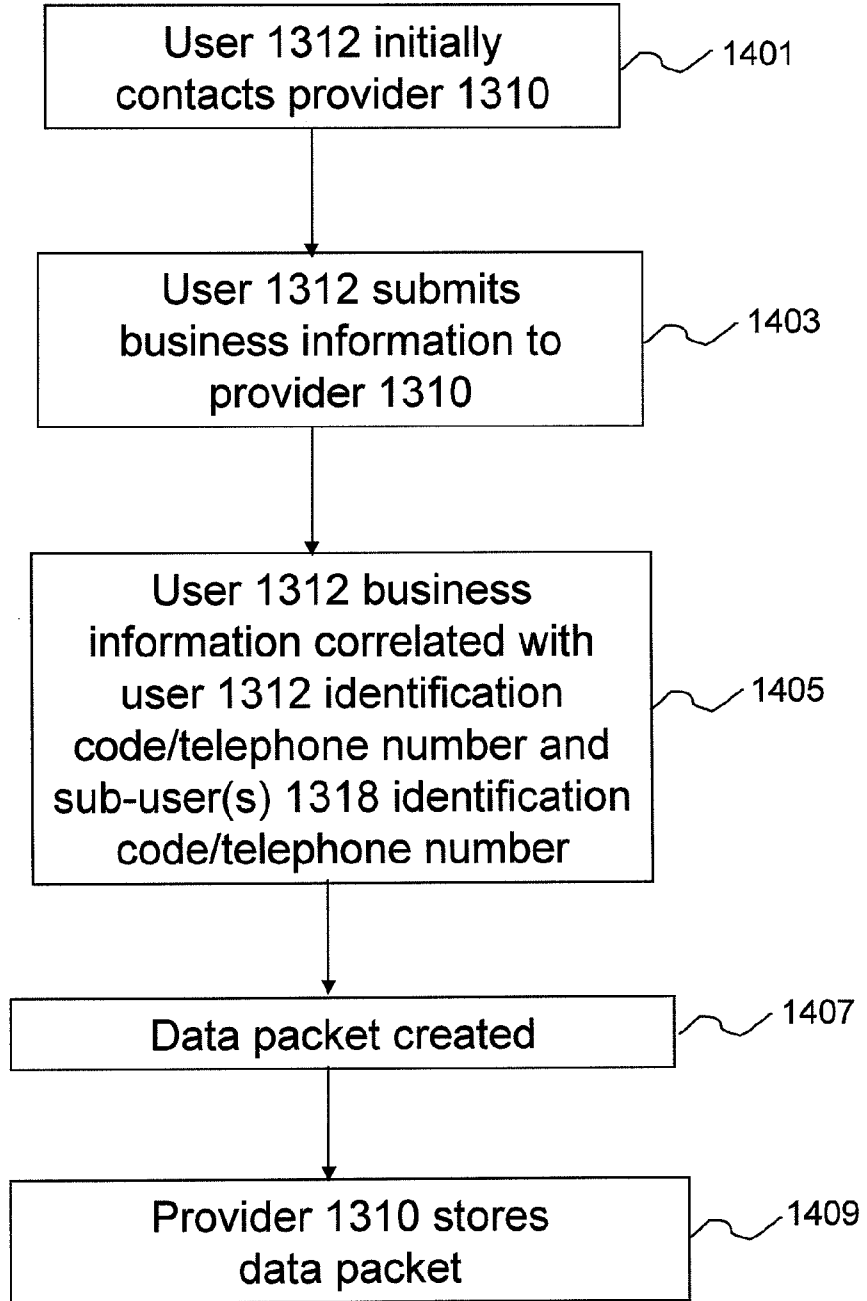 User 1312 initially
contacts provider 1310
1401
User 1312 submits
business information to
provider 1310
1403
User 1312 business
information correlated with
user 1312 identification
code/telephone number and
sub-user(s) 1318 identification
code/telephone number
1405
Data packet created
1407
Provider 1310 stores
data packet
1409